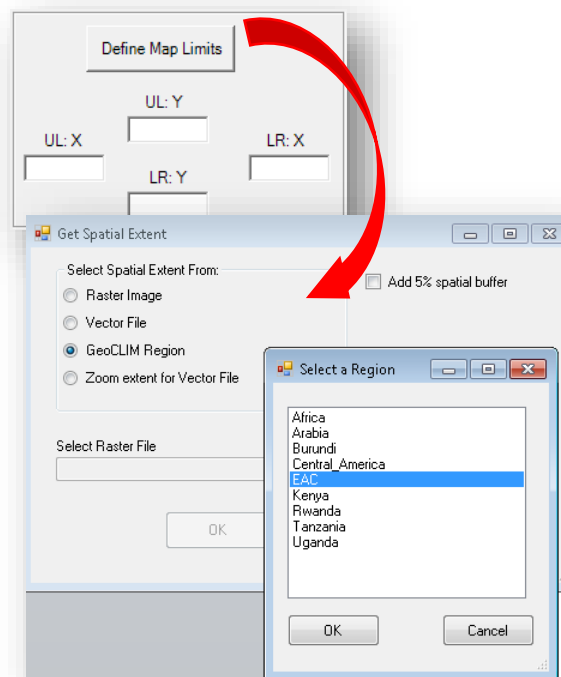 Define Map Limits
UL: Y
UL: X
LR: X
LR: Y
Get Spatial Extent
Select Spatial Extent From:
Raster Image
Vector File
GeoCLIM Region
Zoom extent for Vector File
Add 5% spatial buffer
Select Raster File
OK
Select a Region
Africa
Arabia
Burundi
Central_America
EAC
Kenya
Rwanda
Tanzania
Uganda
OK
Cancel